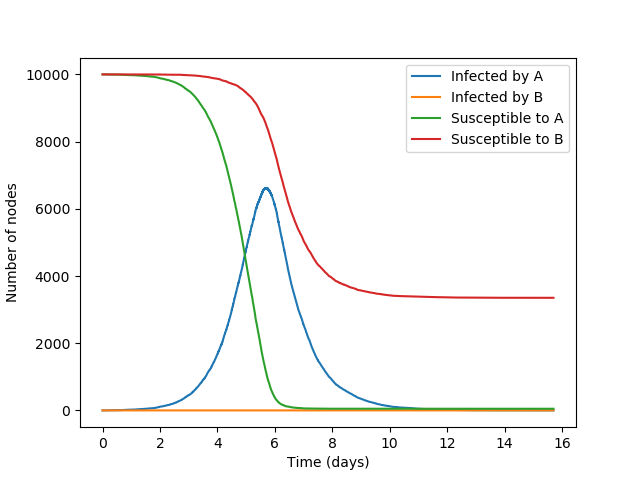 Infected by A
Infected by B
Susceptible to A
Susceptible to B
Number of nodes
10000
8000
6000
4000
2000
0
0 2 4 6 8 10 12 14 16
Time (days)